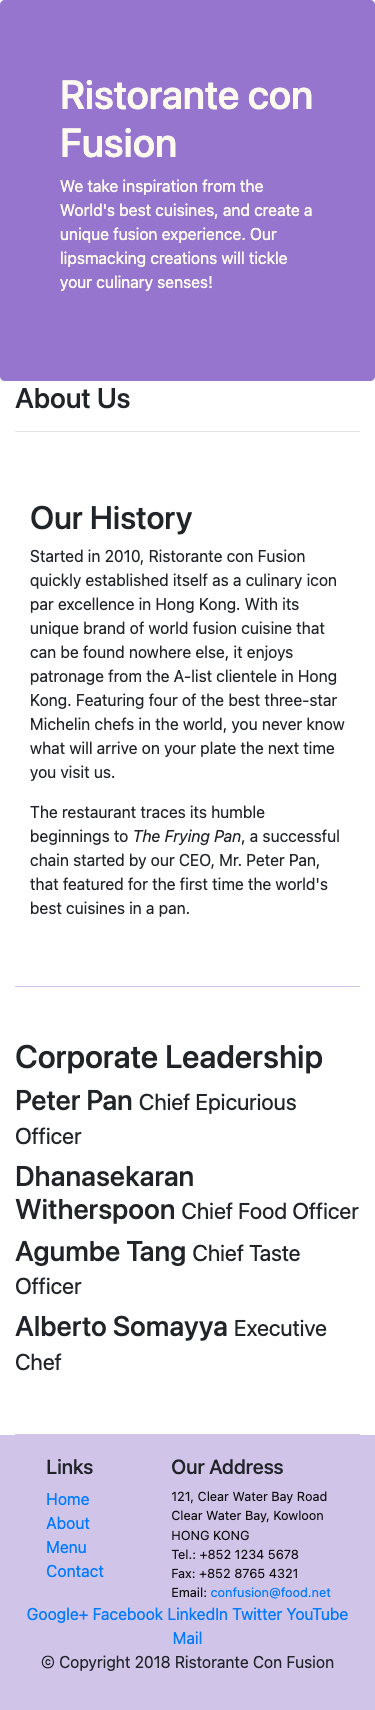 Ristorante con
Fusion
We take inspiration from the
World's best cuisines, and create a
unique fusion experience. Our
lipsmacking creations will tickle
your culinary senses!
About Us
Our History
Started in 2010, Ristorante con Fusion
quickly established itself as a culinary icon
par excellence in Hong Kong. With its
unique brand of world fusion cuisine that
can be found nowhere else, it enjoys
patronage from the A-list clientele in Hong
Kong. Featuring four of the best three-star
Michelin chefs in the world, you never know
what will arrive on your plate the next time
you visit us.
The restaurant traces its humble
beginnings to The Frying Pan, a successful
chain started by our CEO, Mr. Peter Pan,
that featured for the first time the world's
best cuisines in a pan.
Corporate Leadership
Peter Pan Chief Epicurious
Officer
Dhanasekaran
Witherspoon Chief Food Officer
Agumbe Tang Chief Taste
Officer
Alberto Somayya Executive
Chef
Links
Home
About
Menu
Contact
Our Address
121, Clear Water Bay Road
Clear Water Bay, Kowloon
HONG KONG
Tel.: +852 1234 5678
Fax: +852 8765 4321
Email: confusion@food.net
Google+ Facebook LinkedIn Twitter YouTube
Mail
© Copyright 2018 Ristorante Con Fusion